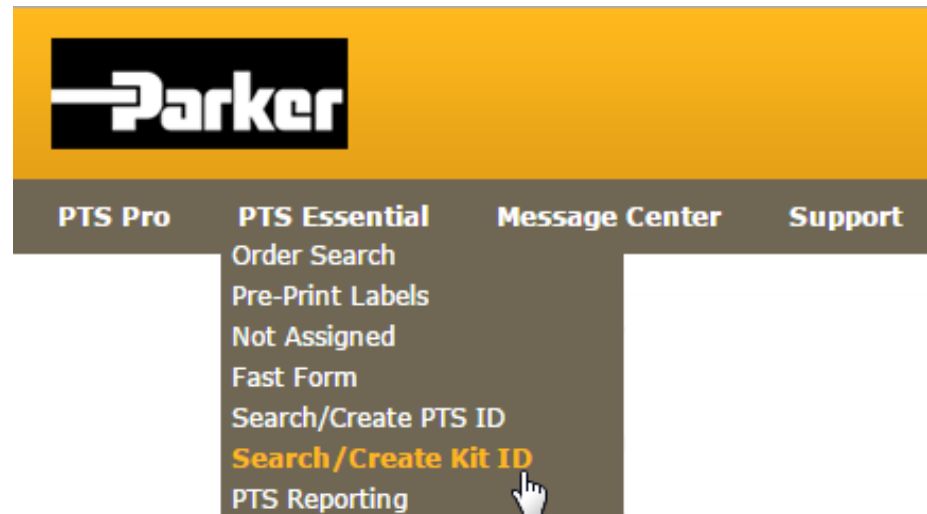 Parker
PTS Pro PTS Essential Message Center Support
Order Search
Pre-Print Labels
Not Assigned
Fast Form
Search/Create PTS ID
Search/Create Kit ID
PTS Reporting